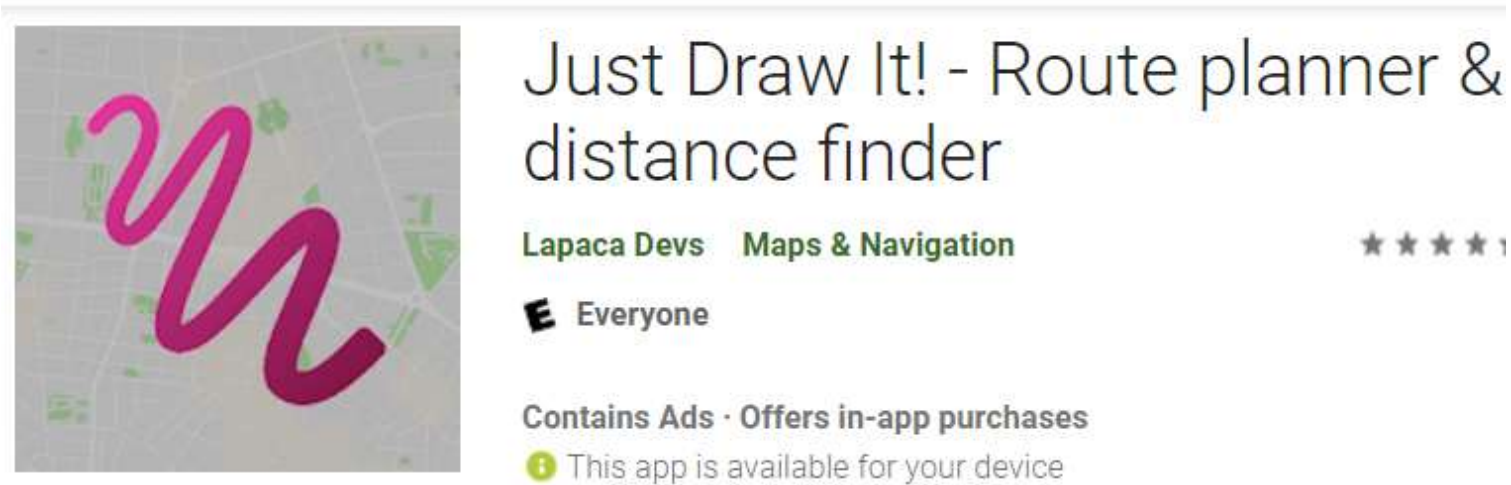 Just Draw It! - Route planner &
distance finder
Lapaca Devs Maps & Navigation
E Everyone
Contains Ads · Offers in-app purchases
This app is available for your device